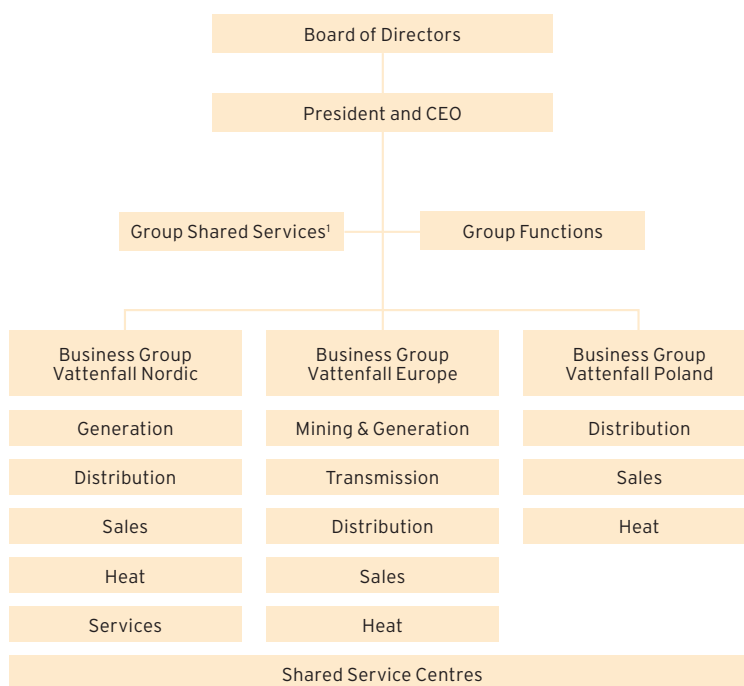 Board of Directors
President and CEO
Group Shared Services¹
Group Functions
Business Group
Vattenfall Nordic
Generation
Distribution
Sales
Heat
Services
Business Group
Vattenfall Europe
Mining & Generation
Transmission
Distribution
Sales
Heat
Business Group
Vattenfall Poland
Distribution
Sales
Heat
Shared Service Centres